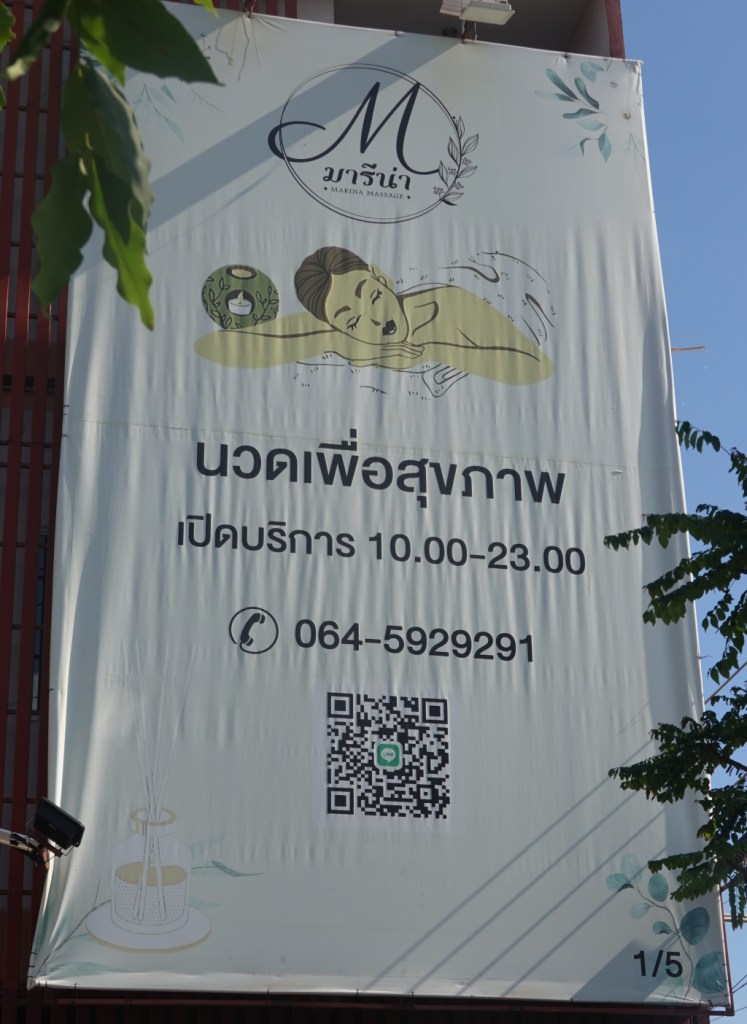 M
มารีน่า
MARINA MASSAGE
นวดเพื่อสุขภาพ
เปิดบริการ 10.00-23.00
064-5929291
LINE
1/5